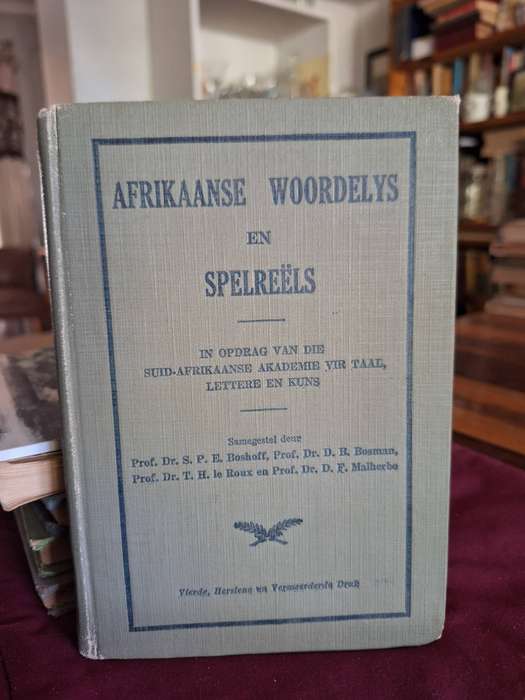 AFRIKAANSE WOORDELYS
EN
SPELREËLS
IN OPDRAG VAN DIE
SUID-AFRIKAANSE AKADEMIE VIR TAAL,
LETTERE EN KUNS
Samegestel deur
Prof. Dr. S. P. E. Boshoff, Prof. Dr. D. B. Bosman,
Prof. Dr. T. H. le Roux en Prof. Dr. D. F. Malherbe
Vierde, Hersiene en Vermeerderde Druk